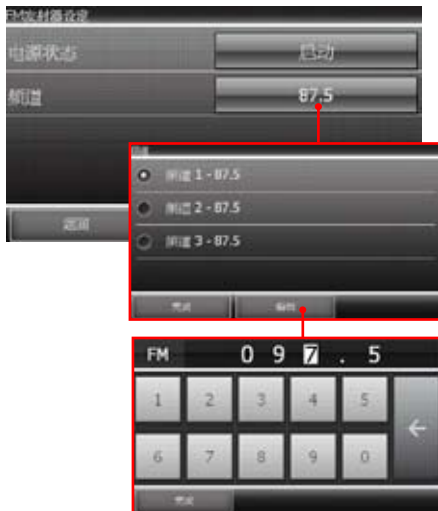 FM发射器设定
电源状态 启动
频道 87.5
返回
频道
频道 1 - 87.5
频道 2 - 87.5
频道 3 - 87.5
完成 编辑
FM 0 9 7 . 5
1 2 3 4 5
←
6 7 8 9 0
完成